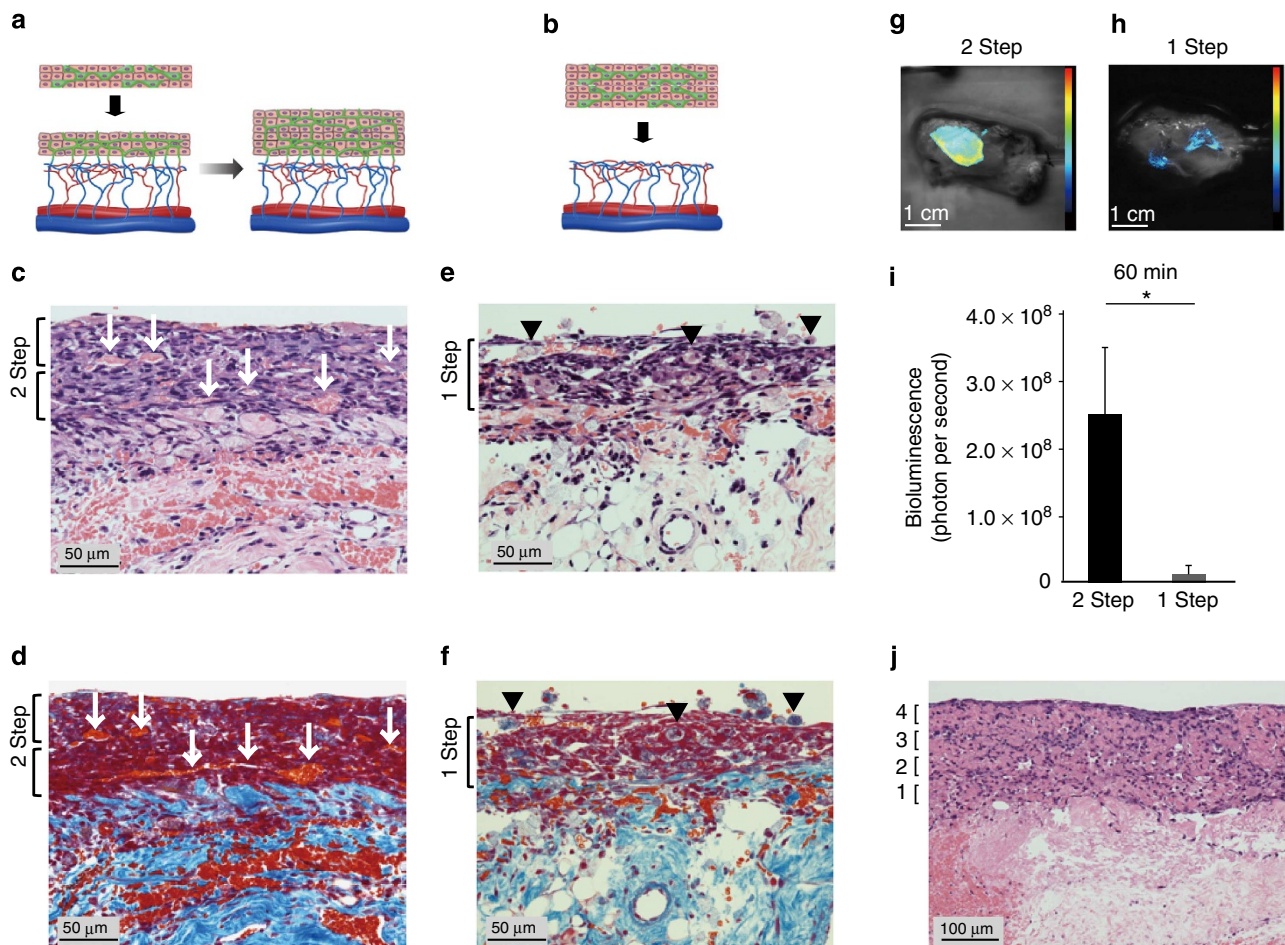 a
b
g
2 Step
1 cm
h
1 Step
1 cm
c
2 Step
50 μm
e
1 Step
50 μm
i
60 min
*
Bioluminescence
(photon per second)
4.0 × 10⁸
3.0 × 10⁸
2.0 × 10⁸
1.0 × 10⁸
0
2 Step
1 Step
d
2 Step
50 μm
f
1 Step
50 μm
j
4 [
3 [
2 [
1 [
100 μm